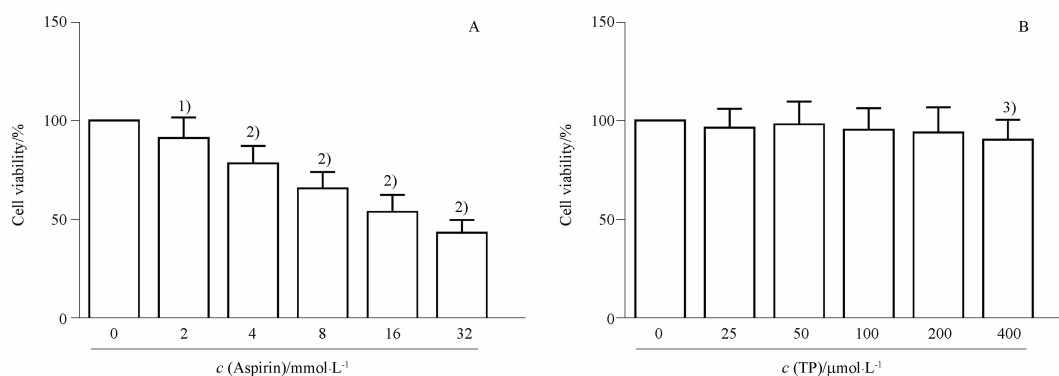 A
150
100
50
0
Cell viability/%
1)
2)
2)
2)
2)
0 2 4 8 16 32
c (Aspirin)/mmol·L⁻¹
B
150
100
50
0
Cell viability/%
3)
0 25 50 100 200 400
c (TP)/μmol·L⁻¹